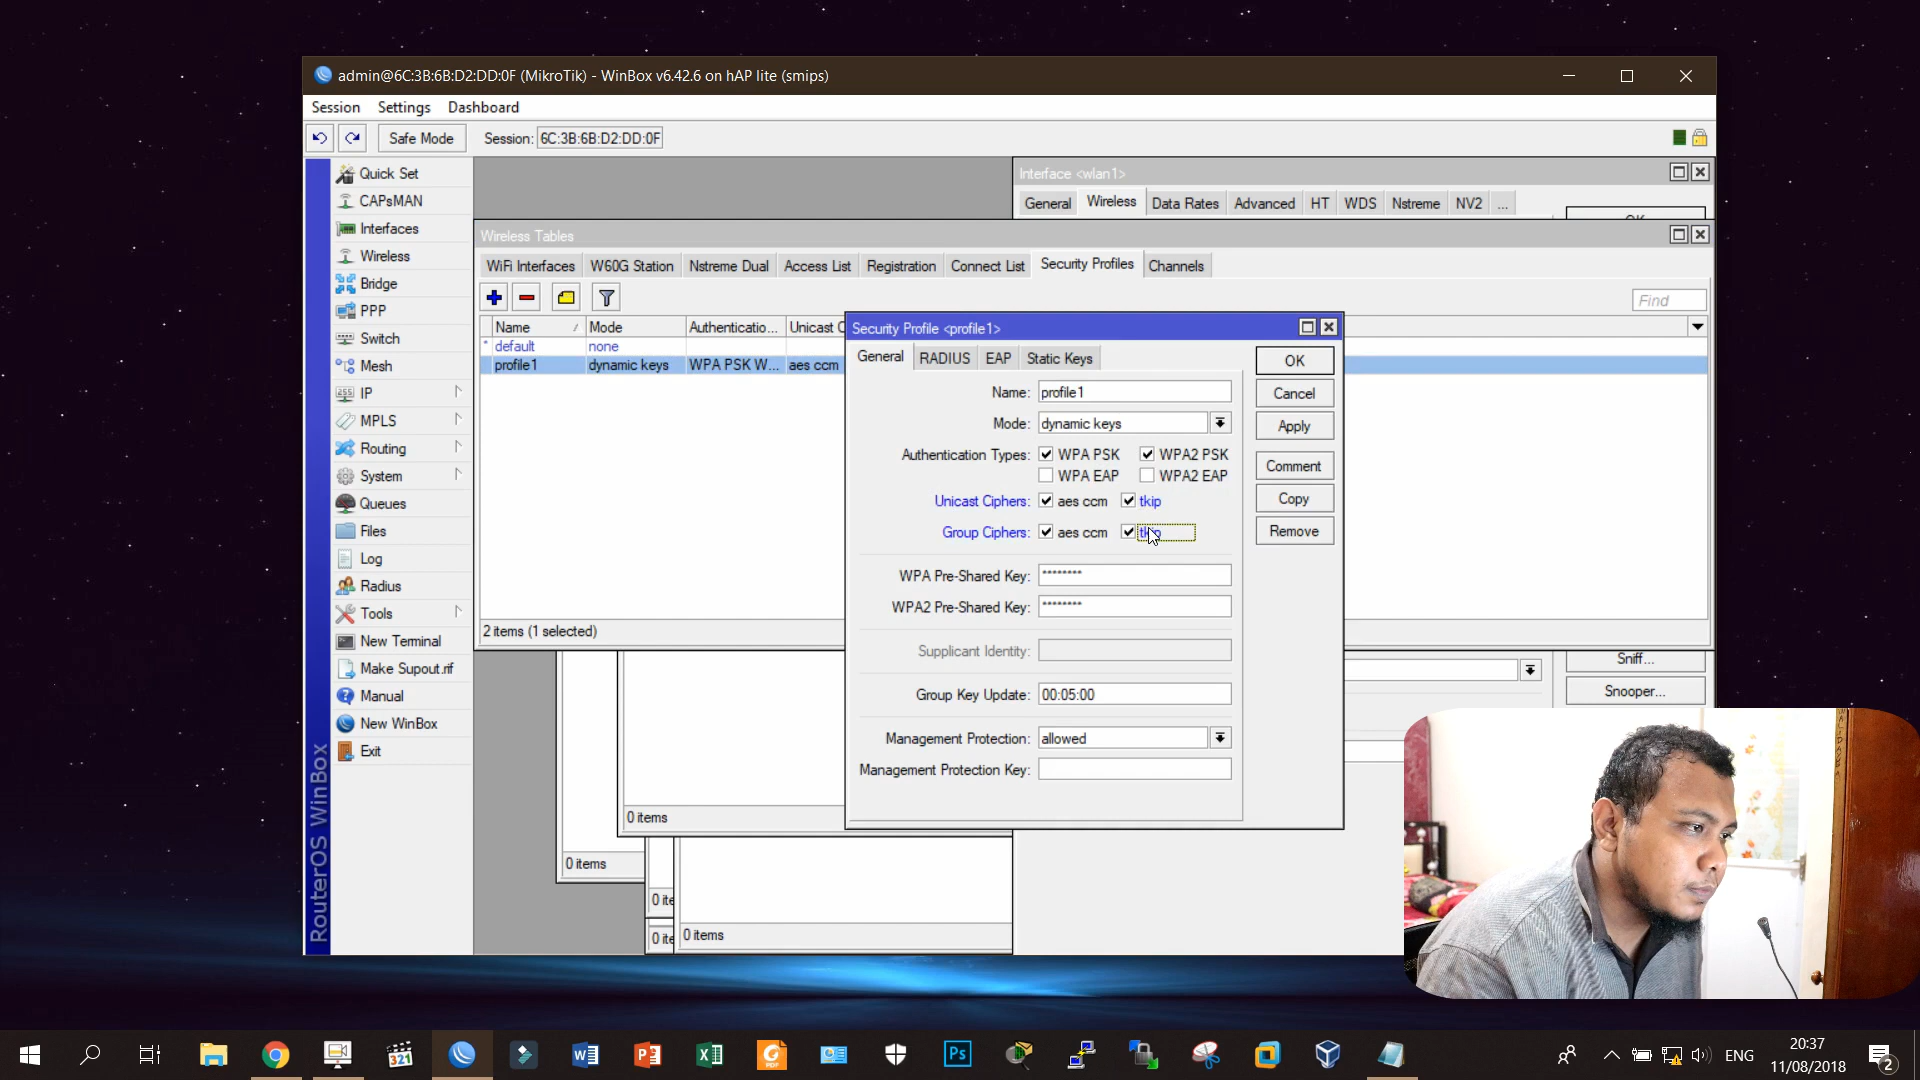 admin@6C:3B:6B:D2:DD:0F (MikroTik) - WinBox v6.42.6 on hAP lite (smips)
Session Settings Dashboard
Safe Mode Session: 6C:3B:6B:D2:DD:0F
Quick Set
CAPsMAN
Interfaces
Wireless
Bridge
PPP
Switch
Mesh
IP
MPLS
Routing
System
Queues
Files
Log
Radius
Tools
New Terminal
Make Supout.rif
Manual
New WinBox
Exit
RouterOS WinBox
Interface <wlan1>
General Wireless Data Rates Advanced HT WDS Nstreme NV2 ...
OK
Wireless Tables
WiFi Interfaces W60G Station Nstreme Dual Access List Registration Connect List Security Profiles Channels
Find
Name / Mode Authenticatio... Unicast C
* default none
profile1 dynamic keys WPA PSK W... aes ccm
2 items (1 selected)
Security Profile <profile1>
General RADIUS EAP Static Keys
Name: profile1
Mode: dynamic keys
Authentication Types: WPA PSK WPA2 PSK
WPA EAP WPA2 EAP
Unicast Ciphers: aes ccm tkip
Group Ciphers: aes ccm
WPA Pre-Shared Key: ********
WPA2 Pre-Shared Key: ********
Supplicant Identity:
Group Key Update: 00:05:00
Management Protection: allowed
Management Protection Key:
OK
Cancel
Apply
Comment
Copy
Remove
Sniff...
Snooper...
0 items
0 items
0 ite
0 ite
0 items
321
PDF
Ps
ENG
20:37
11/08/2018
2